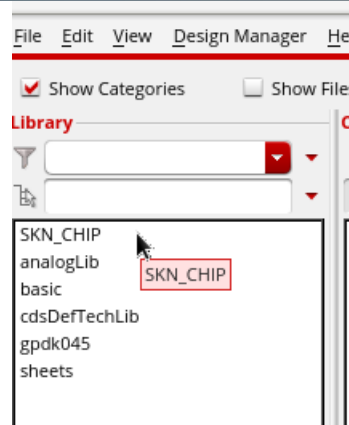 File Edit View Design Manager He
Show Categories Show File
Library
SKN_CHIP
analogLib
SKN_CHIP
basic
cdsDefTechLib
gpdk045
sheets